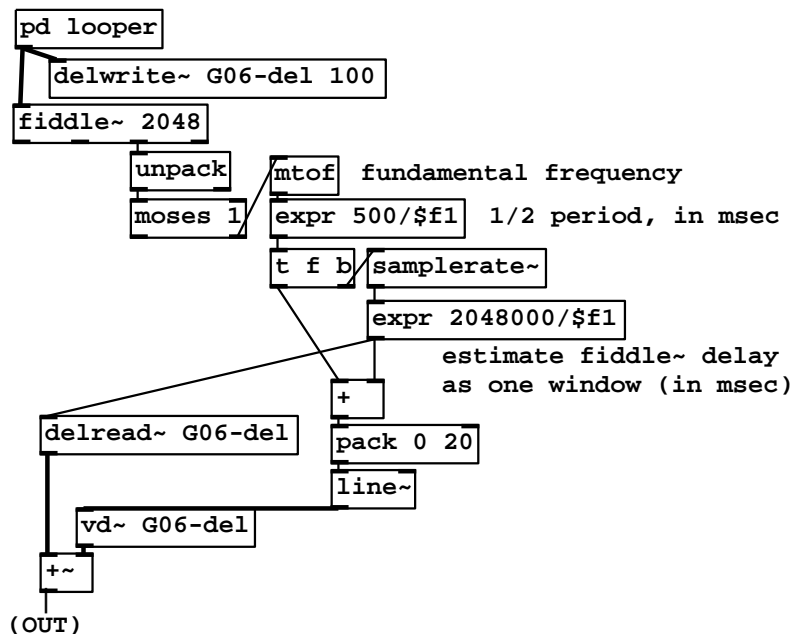 pd looper
delwrite~ G06-del 100
fiddle~ 2048
unpack
mtof
fundamental frequency
moses 1
expr 500/$f1
1/2 period, in msec
t f b
samplerate~
expr 2048000/$f1
estimate fiddle~ delay
as one window (in msec)
+
delread~ G06-del
pack 0 20
line~
vd~ G06-del
+~
(OUT)